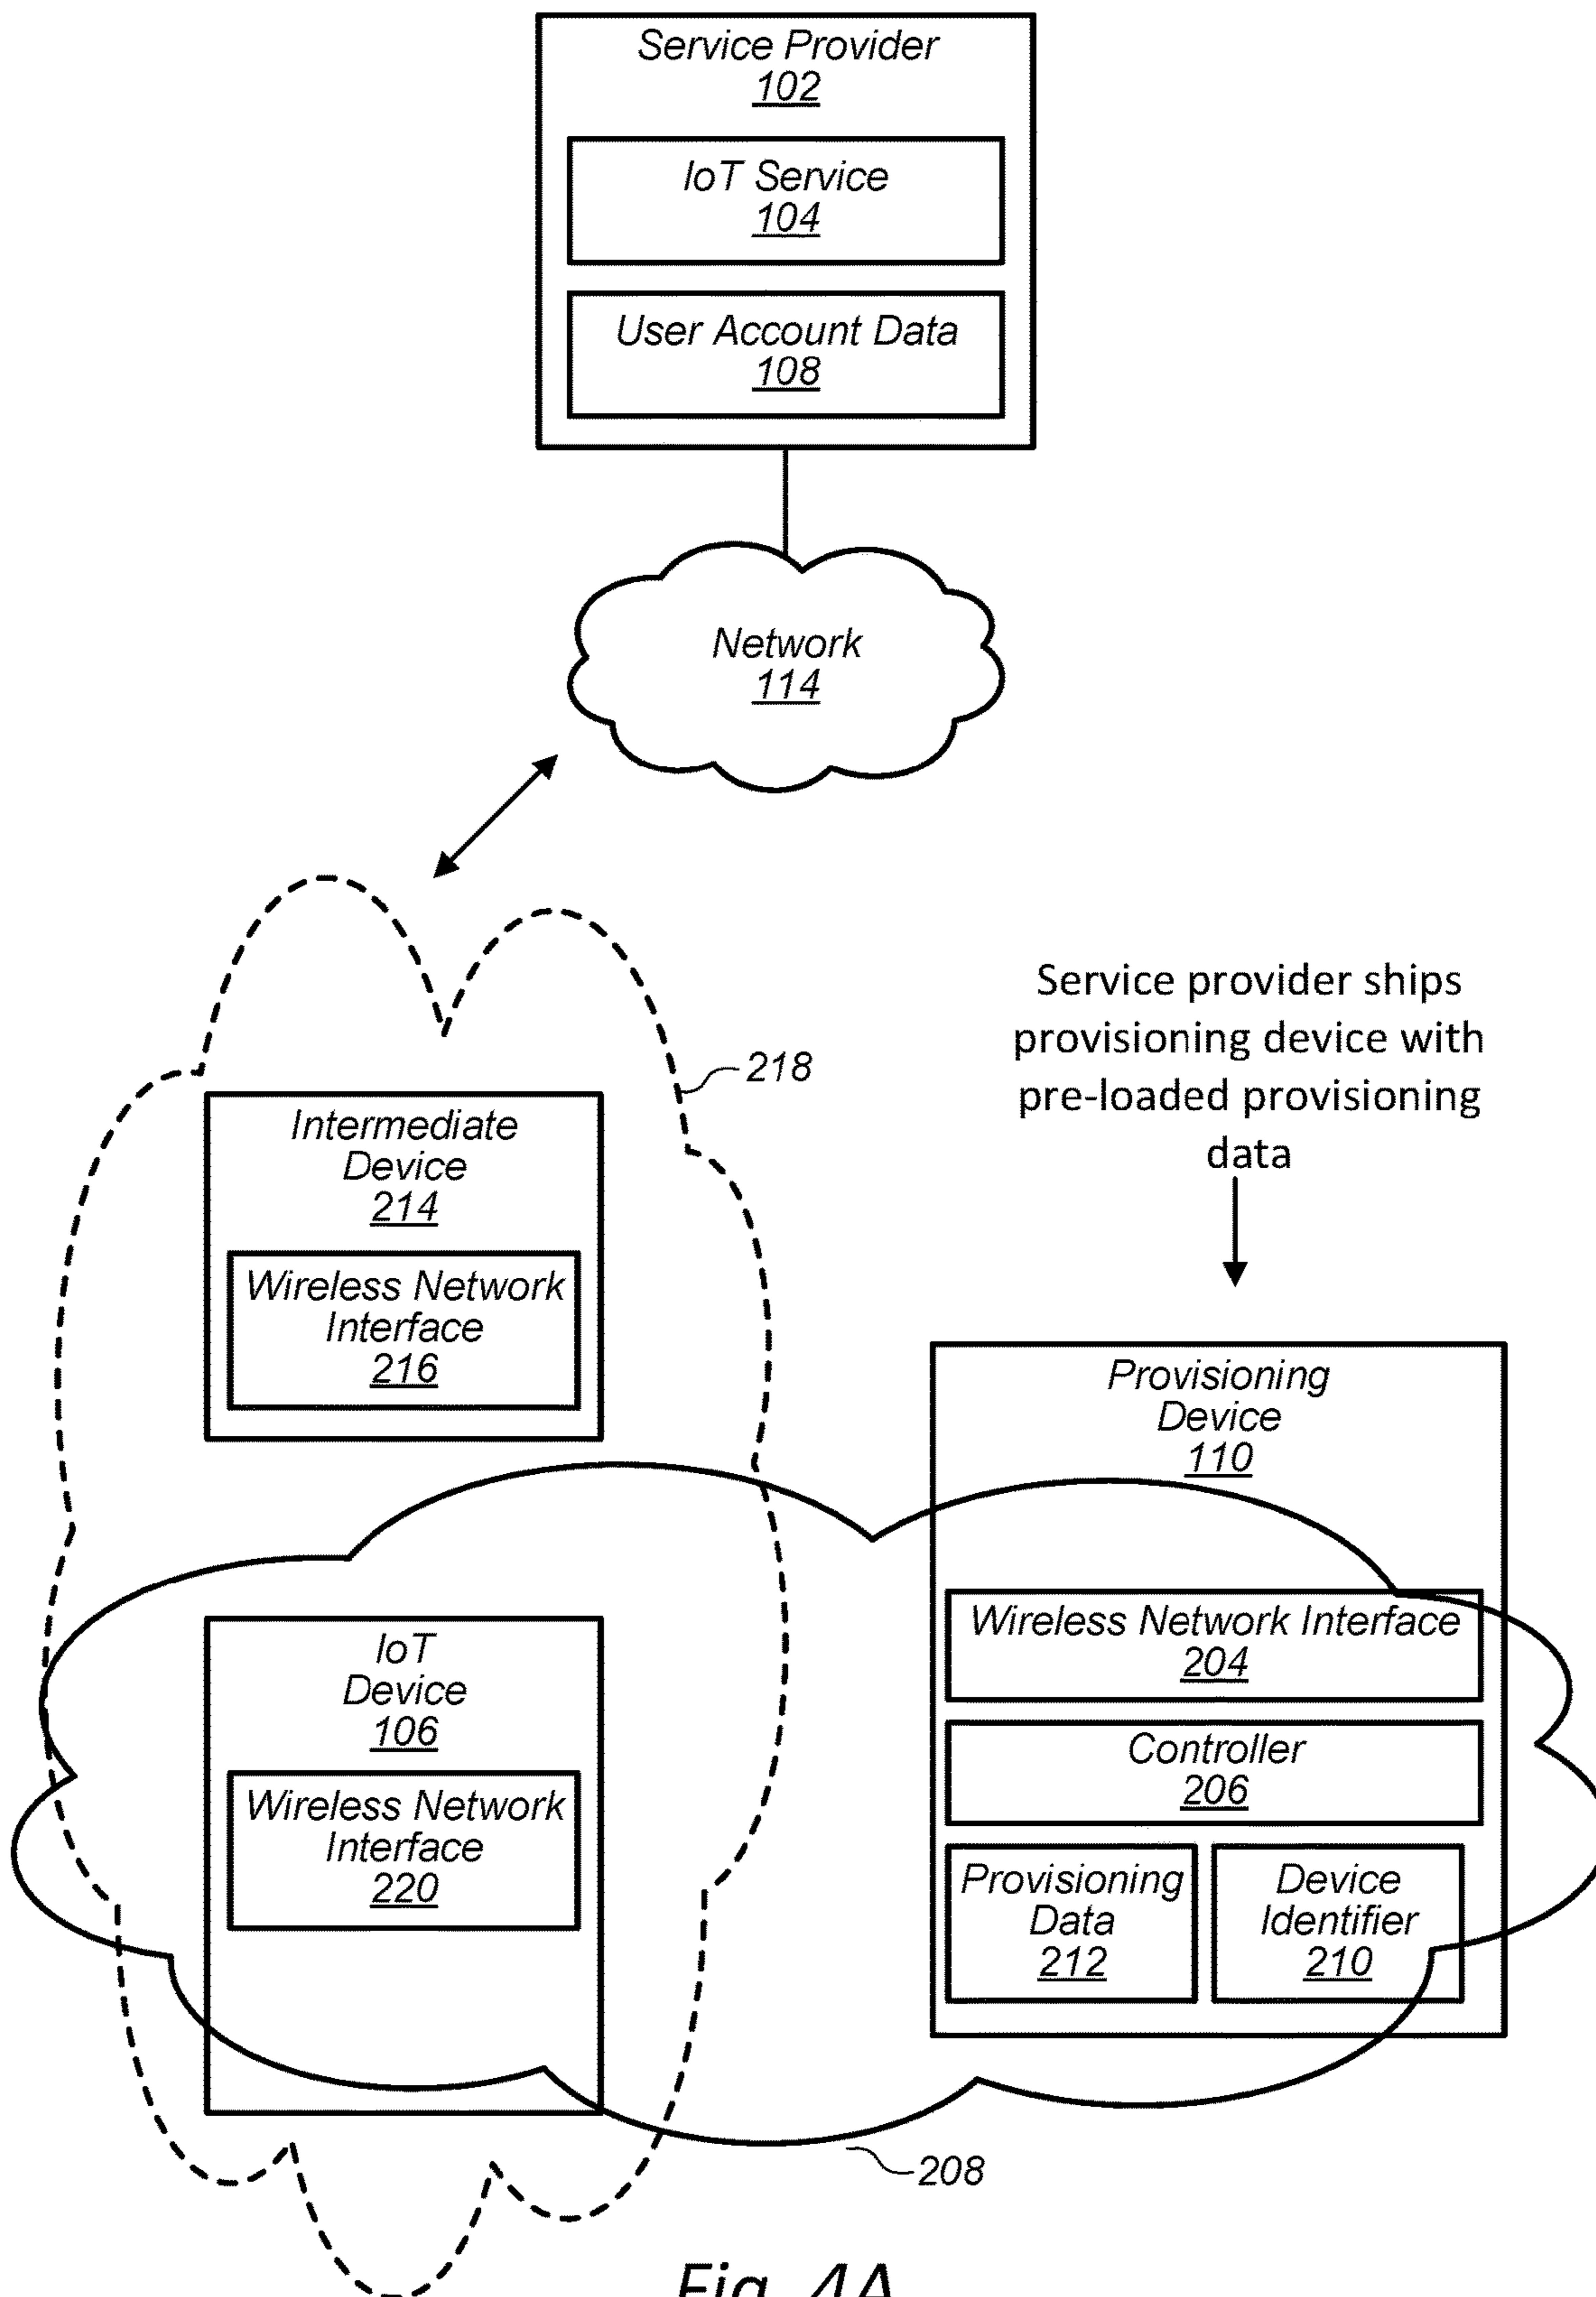 Service Provider
102
IoT Service
104
User Account Data
108
Network
114
Service provider ships
provisioning device with
pre-loaded provisioning
data
218
Intermediate
Device
214
Wireless Network
Interface
216
Provisioning
Device
110
Wireless Network Interface
204
Controller
206
Provisioning
Data
212
Device
Identifier
210
IoT
Device
106
Wireless Network
Interface
220
208
Fig. 4A